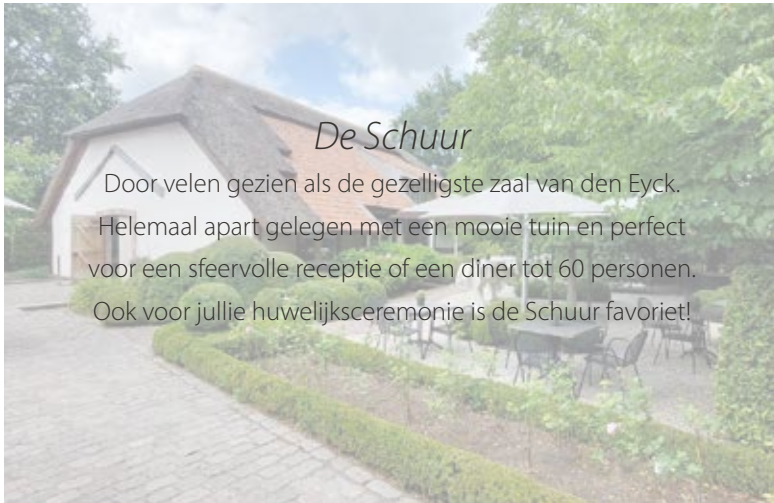 De Schuur
Door velen gezien als de gezelligste zaal van den Eyck.
Helemaal apart gelegen met een mooie tuin en perfect
voor een sfeervolle receptie of een diner tot 60 personen.
Ook voor jullie huwelijksceremonie is de Schuur favoriet!